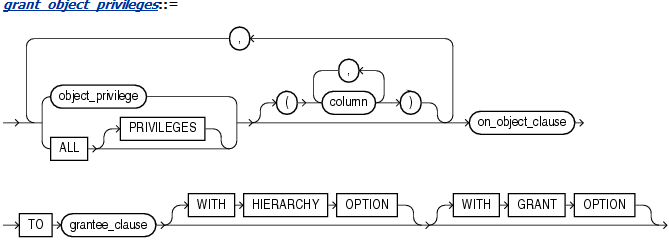 grant_object_privileges::=
,
object_privilege
,
( column )
PRIVILEGES
ALL
on_object_clause
WITH HIERARCHY OPTION WITH GRANT OPTION
TO grantee_clause